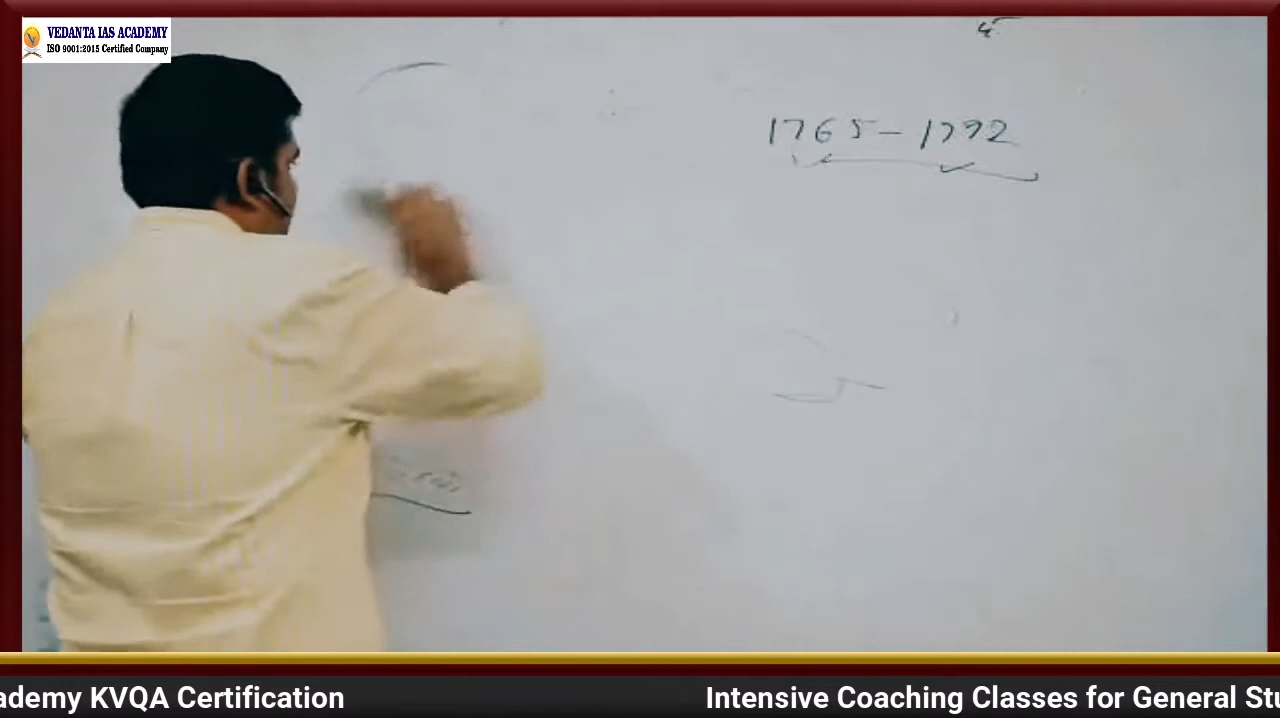 VEDANTA IAS ACADEMY
ISO 9001:2015 Certified Company
1765 - 1792
ademy KVQA Certification
Intensive Coaching Classes for General Stu